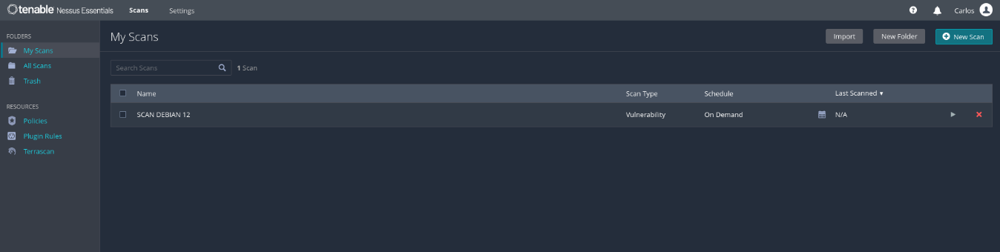 tenable Nessus Essentials Scans Settings Carlos
FOLDERS
My Scans
All Scans
Trash
RESOURCES
Policies
Plugin Rules
Terrascan
My Scans
Import New Folder New Scan
Search Scans 1 Scan
Name Scan Type Schedule Last Scanned
SCAN DEBIAN 12 Vulnerability On Demand N/A